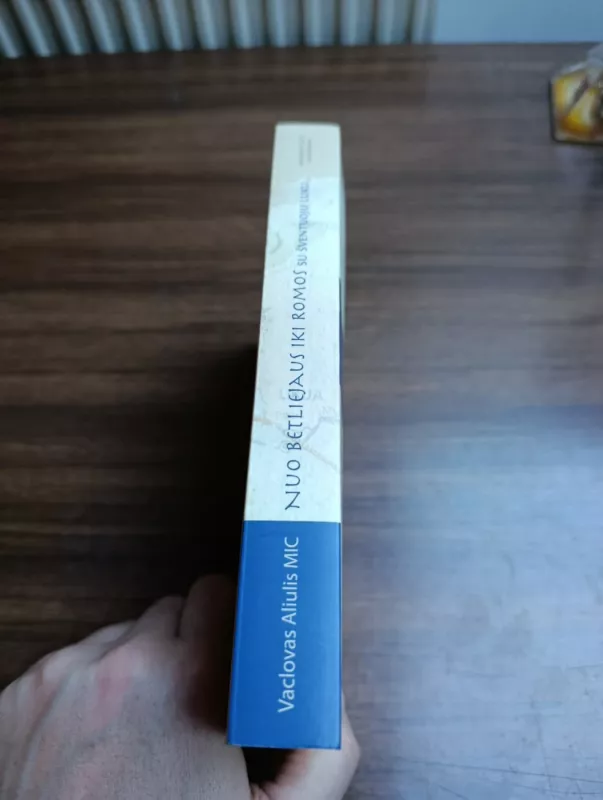 Vaclovas Aliulis MIC
NUO BETLIEJAUS IKI ROMOS SU ŠVENTUOJU LUKU